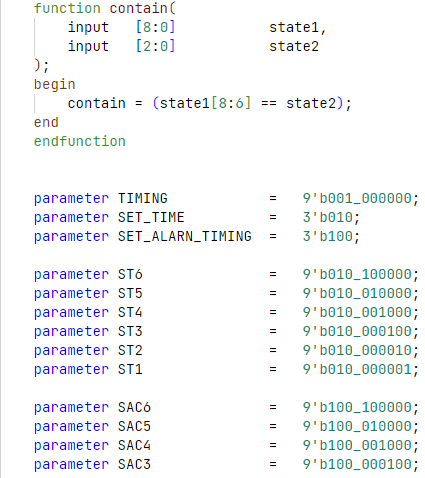 function contain(
    input   [8:0]           state1,
    input   [2:0]           state2
);
begin
    contain = (state1[8:6] == state2);
end
endfunction
parameter TIMING            =   9'b001_000000;
parameter SET_TIME          =   3'b010;
parameter SET_ALARN_TIMING  =   3'b100;
parameter ST6               =   9'b010_100000;
parameter ST5               =   9'b010_010000;
parameter ST4               =   9'b010_001000;
parameter ST3               =   9'b010_000100;
parameter ST2               =   9'b010_000010;
parameter ST1               =   9'b010_000001;
parameter SAC6              =   9'b100_100000;
parameter SAC5              =   9'b100_010000;
parameter SAC4              =   9'b100_001000;
parameter SAC3              =   9'b100_000100;